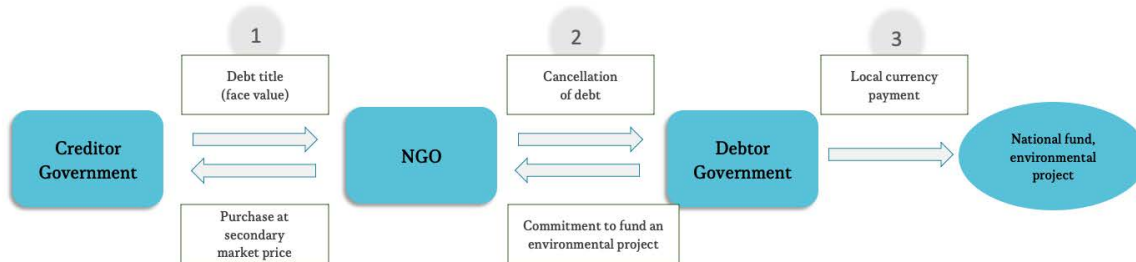 1
2
3
Debt title
(face value)
Cancellation
of debt
Local currency
payment
Creditor
Government
NGO
Debtor
Government
National fund,
environmental
project
Purchase at
secondary
market price
Commitment to fund an
environmental project